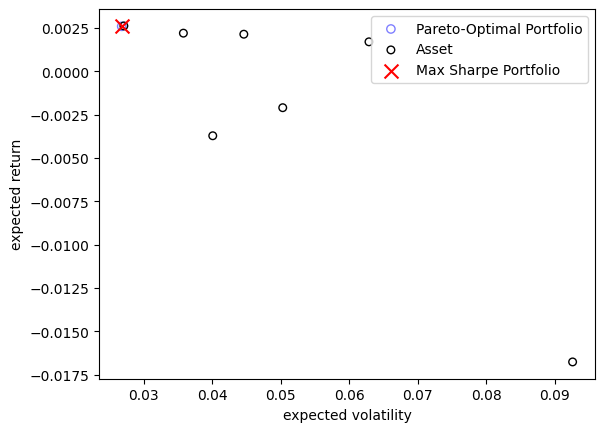 Pareto-Optimal Portfolio
Asset
Max Sharpe Portfolio
expected return
0.0025
0.0000
−0.0025
−0.0050
−0.0075
−0.0100
−0.0125
−0.0150
−0.0175
0.03 0.04 0.05 0.06 0.07 0.08 0.09
expected volatility